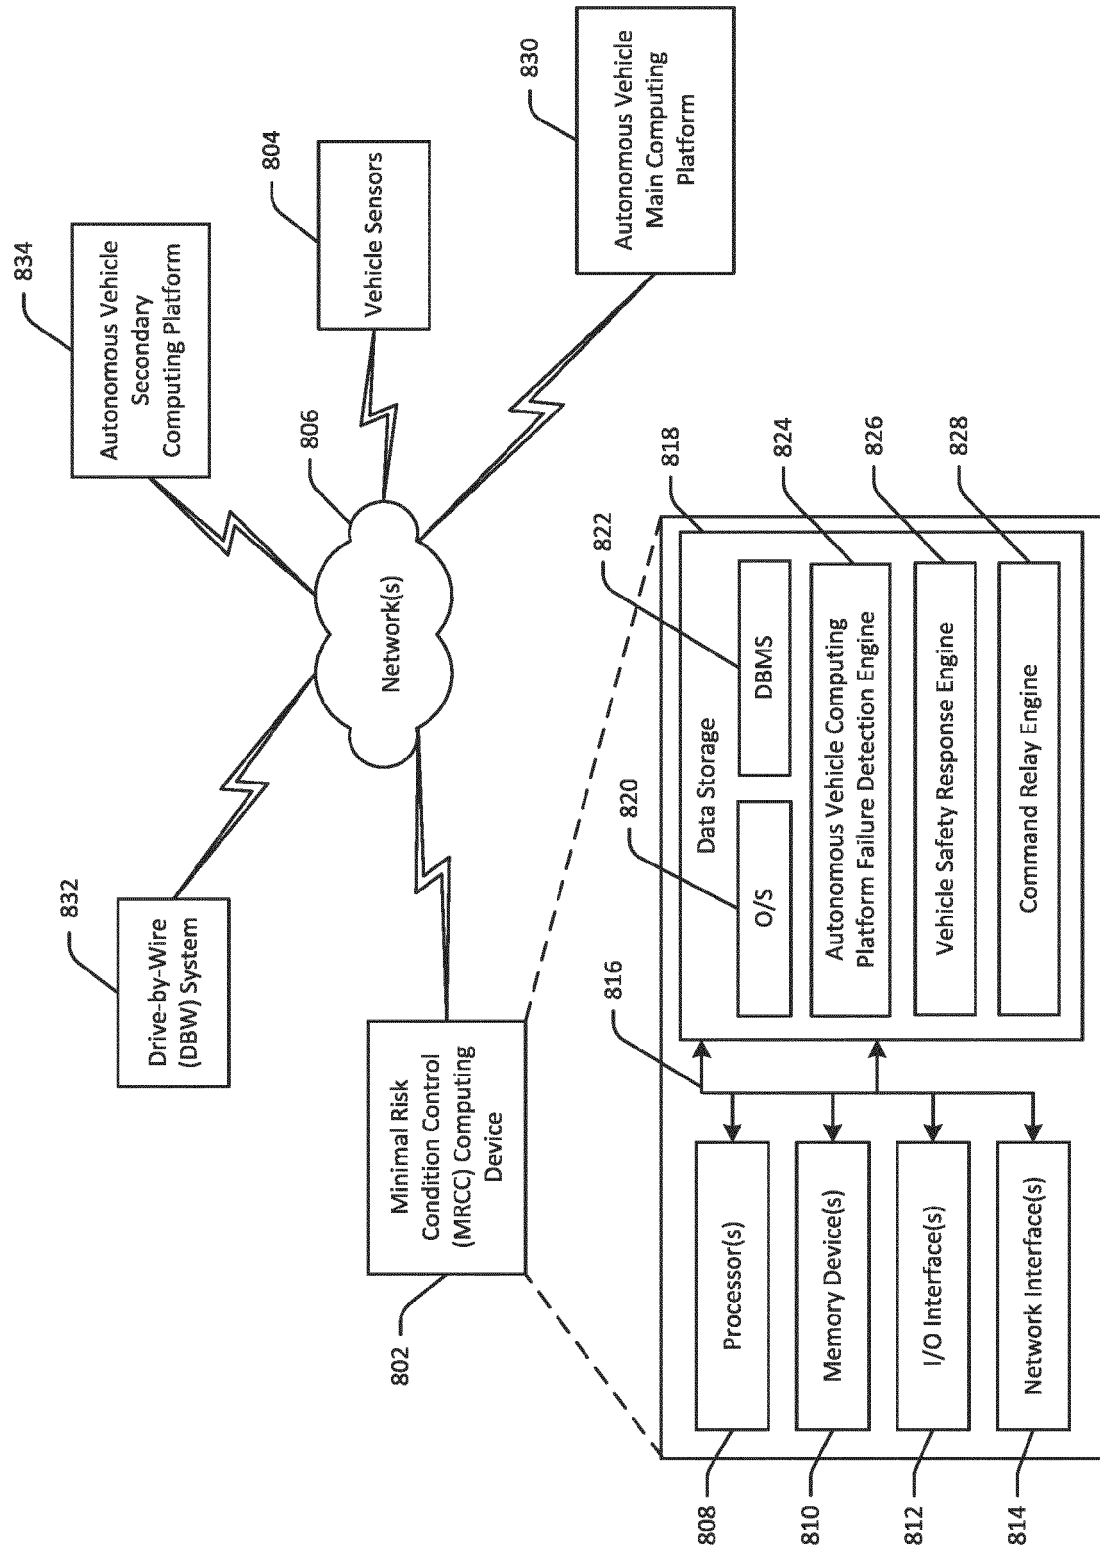 832
Drive-by-Wire
(DBW) System
834
Autonomous Vehicle
Secondary
Computing Platform
804
Vehicle Sensors
830
Autonomous Vehicle
Main Computing
Platform
806
Network(s)
802
Minimal Risk
Condition Control
(MRCC) Computing
Device
808
Processor(s)
810
Memory Device(s)
812
I/O Interface(s)
814
Network Interface(s)
816
818
Data Storage
820
O/S
822
DBMS
824
Autonomous Vehicle Computing
Platform Failure Detection Engine
826
Vehicle Safety Response Engine
828
Command Relay Engine